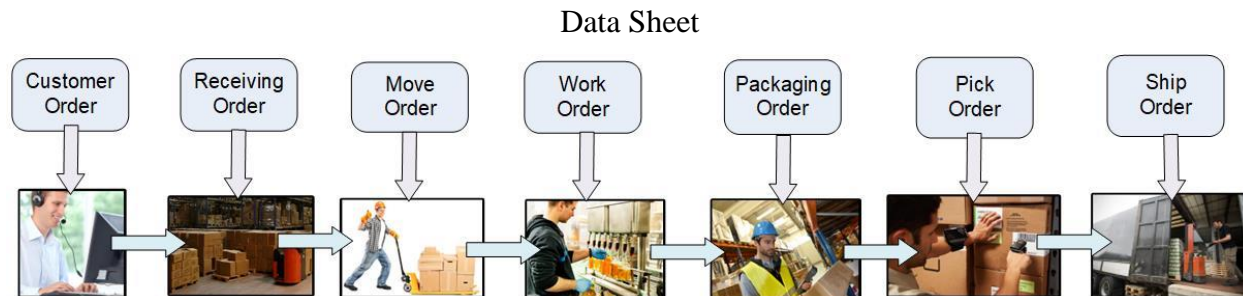 Data Sheet
Customer
Order
Receiving
Order
Move
Order
Work
Order
Packaging
Order
Pick
Order
Ship
Order